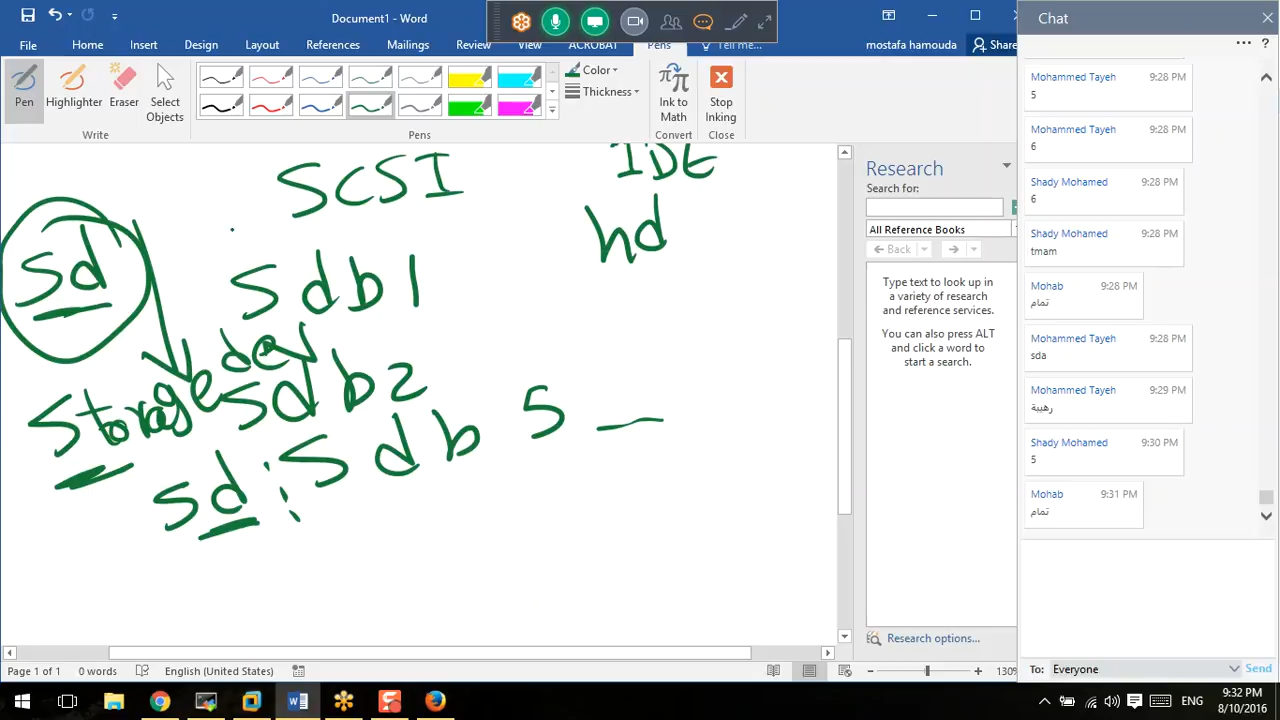 Document1 - Word
File
Home
Insert
Design
Layout
References
Mailings
Review
View
ACROBAT
Pens
Tell me...
mostafa hamouda
Share
Pen
Highlighter
Eraser
Select Objects
Color
Thickness
Ink to Math
Stop Inking
Write
Pens
Convert
Close
SCSI
IDE
sd
hd
sdb1
Storage dev
sdb2
sdb5
sd
Research
Search for:
All Reference Books
Back
Type text to look up in
a variety of research
and reference services.
You can also press ALT
and click a word to
start a search.
Research options...
Chat
Mohammed Tayeh 9:28 PM
5
Mohammed Tayeh 9:28 PM
6
Shady Mohamed 9:28 PM
6
Shady Mohamed 9:28 PM
tmam
Mohab 9:28 PM
تمام
Mohammed Tayeh 9:28 PM
sda
Mohammed Tayeh 9:29 PM
رهيبة
Shady Mohamed 9:30 PM
5
Mohab 9:31 PM
تمام
To: Everyone
Send
Page 1 of 1
0 words
English (United States)
130%
ENG
9:32 PM
8/10/2016